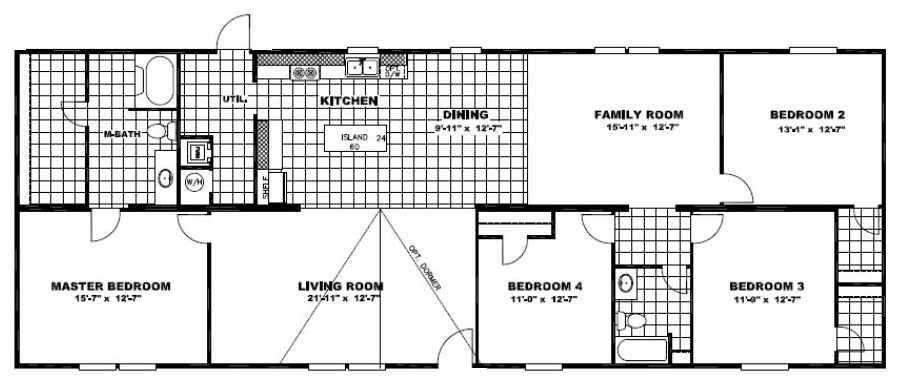 UTIL.
KITCHEN
OPT.
D/W
DINING
9'-11" x 12'-7"
FAMILY ROOM
15'-11" x 12'-7"
BEDROOM 2
13'-1" x 12'-7"
M-BATH
ISLAND 24
60
W/H
SHELF
MASTER BEDROOM
15'-7" x 12'-7"
LIVING ROOM
21'-11" x 12'-7"
OPT. DORMER
BEDROOM 4
11'-0" x 12'-7"
BEDROOM 3
11'-9" x 12'-7"